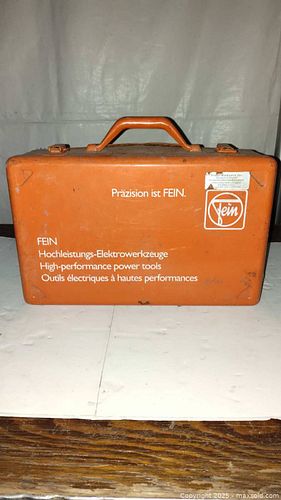 Präzision ist FEIN.
Fein
FEIN
Hochleistungs-Elektrowerkzeuge
High-performance power tools
Outils électriques à hautes performances
Copyright 2025 - maxsold.com